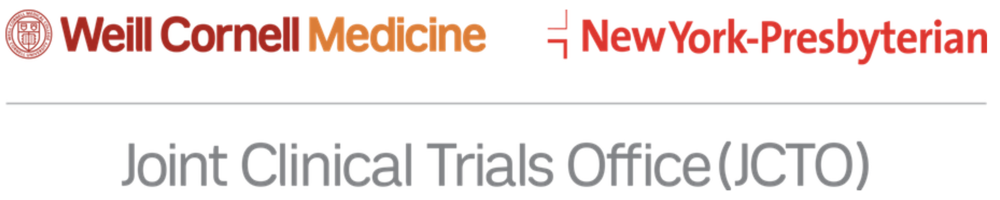 Weill Cornell Medicine
NewYork-Presbyterian
Joint Clinical Trials Office (JCTO)